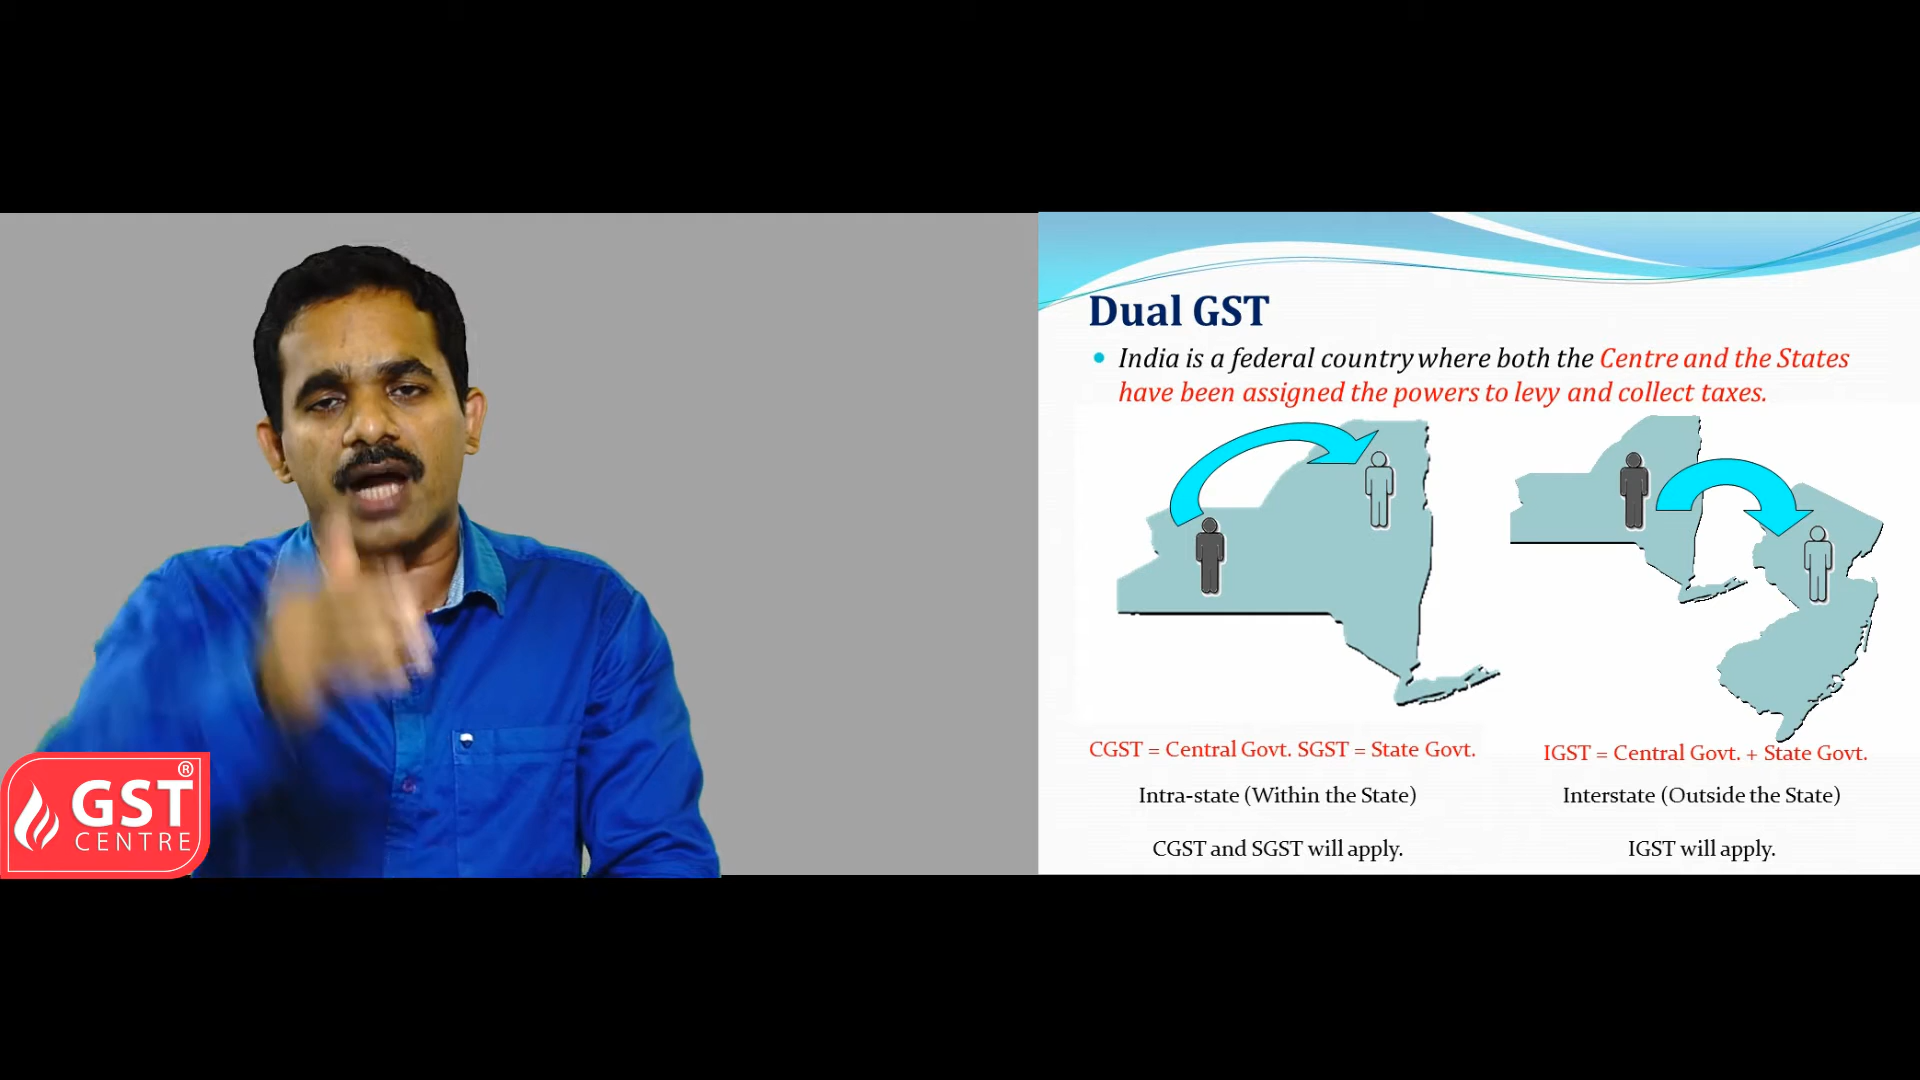 Dual GST
India is a federal country where both the Centre and the States
have been assigned the powers to levy and collect taxes.
CGST = Central Govt. SGST = State Govt.
IGST = Central Govt. + State Govt.
Intra-state (Within the State)
Interstate (Outside the State)
CGST and SGST will apply.
IGST will apply.
GST®
CENTRE